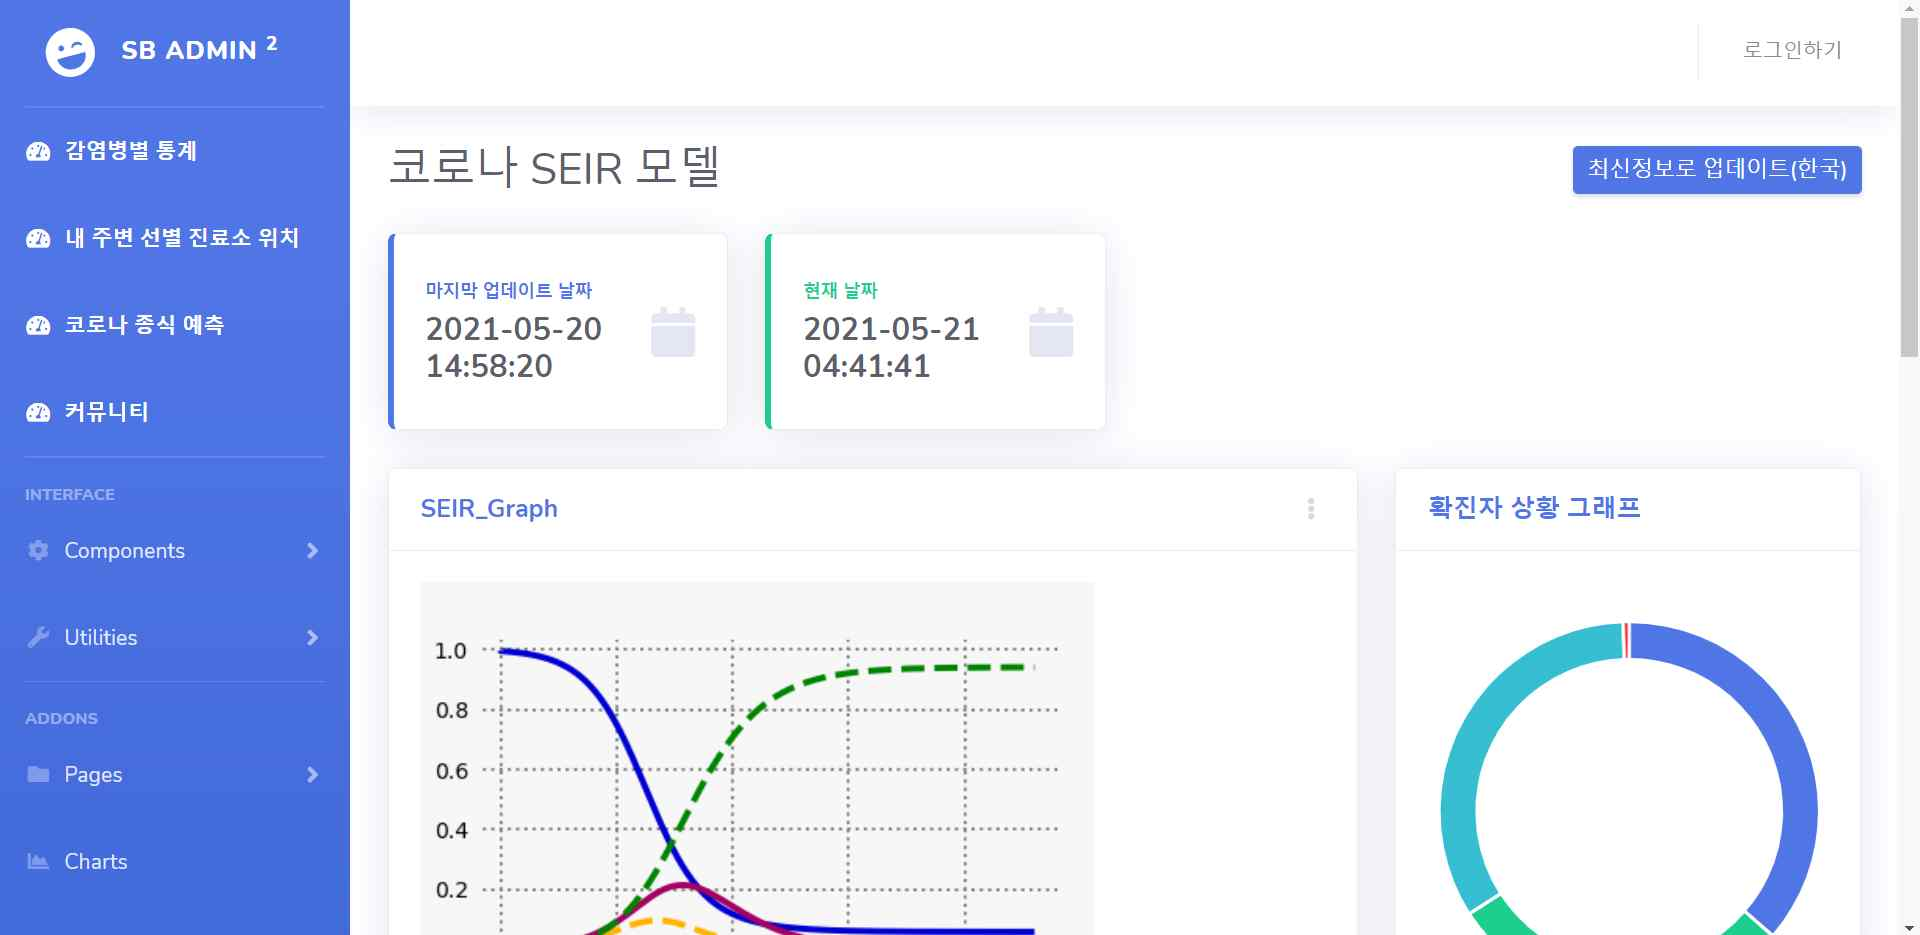 SB ADMIN 2
감염병별 통계
내 주변 선별 진료소 위치
코로나 종식 예측
커뮤니티
INTERFACE
Components
Utilities
ADDONS
Pages
Charts
로그인하기
코로나 SEIR 모델
최신정보로 업데이트(한국)
마지막 업데이트 날짜
2021-05-20
14:58:20
현재 날짜
2021-05-21
04:41:41
SEIR_Graph
1.0
0.8
0.6
0.4
0.2
확진자 상황 그래프